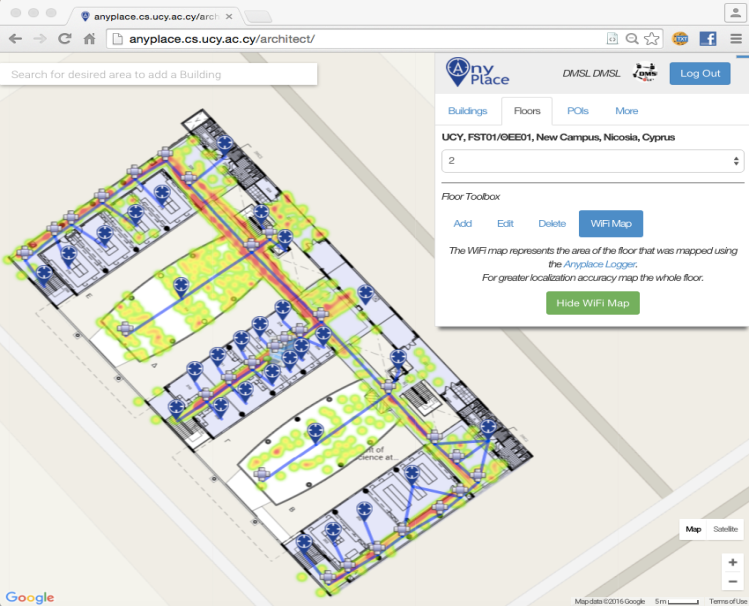 anyplace.cs.ucy.ac.cy/arch
anyplace.cs.ucy.ac.cy/architect/
Search for desired area to add a Building
Any
Place
DMSL DMSL
DMSL
Log Out
Buildings
Floors
POIs
More
UCY, FST01/ΘEE01, New Campus, Nicosia, Cyprus
2
Floor Toolbox
Add
Edit
Delete
WiFi Map
The WiFi map represents the area of the floor that was mapped using
the Anyplace Logger.
For greater localization accuracy map the whole floor.
Hide WiFi Map
nt of
cience at...
Map
Satellite
+
−
Google
Map data ©2016 Google
5 m
Terms of Use